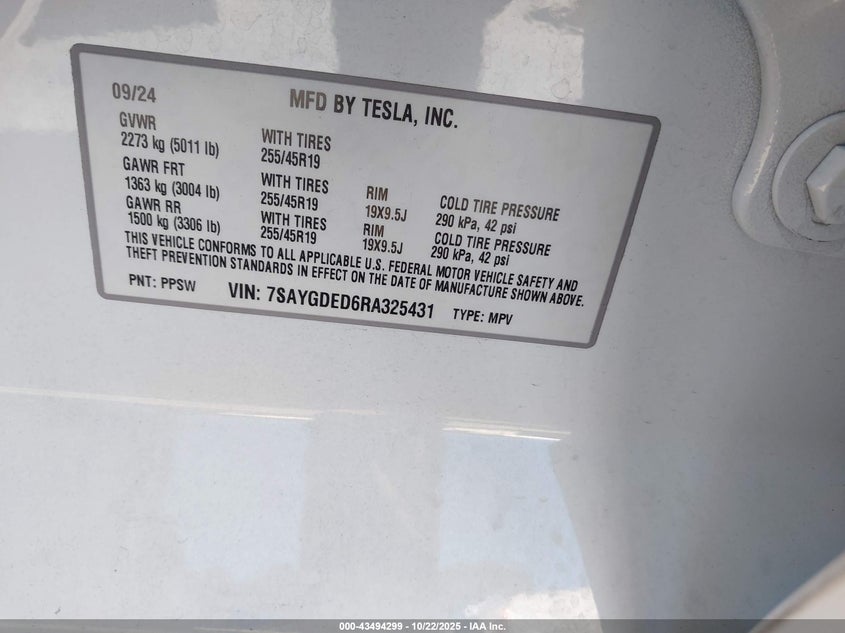 09/24 MFD BY TESLA, INC.
GVWR
2273 kg (5011 lb) WITH TIRES
255/45R19
GAWR FRT
1363 kg (3004 lb) WITH TIRES RIM COLD TIRE PRESSURE
255/45R19 19X9.5J 290 kPa, 42 psi
GAWR RR
1500 kg (3306 lb) WITH TIRES RIM COLD TIRE PRESSURE
255/45R19 19X9.5J 290 kPa, 42 psi
THIS VEHICLE CONFORMS TO ALL APPLICABLE U.S. FEDERAL MOTOR VEHICLE SAFETY AND
THEFT PREVENTION STANDARDS IN EFFECT ON THE DATE OF MANUFACTURE SHOWN ABOVE.
PNT: PPSW VIN: 7SAYGDED6RA325431 TYPE: MPV
000-43494299 - 10/22/2025 - IAA Inc.